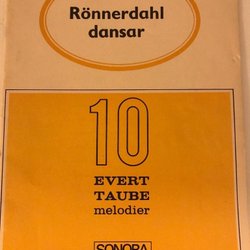 Rönnerdahl
dansar
10
EVERT
TAUBE
melodier
SONORA